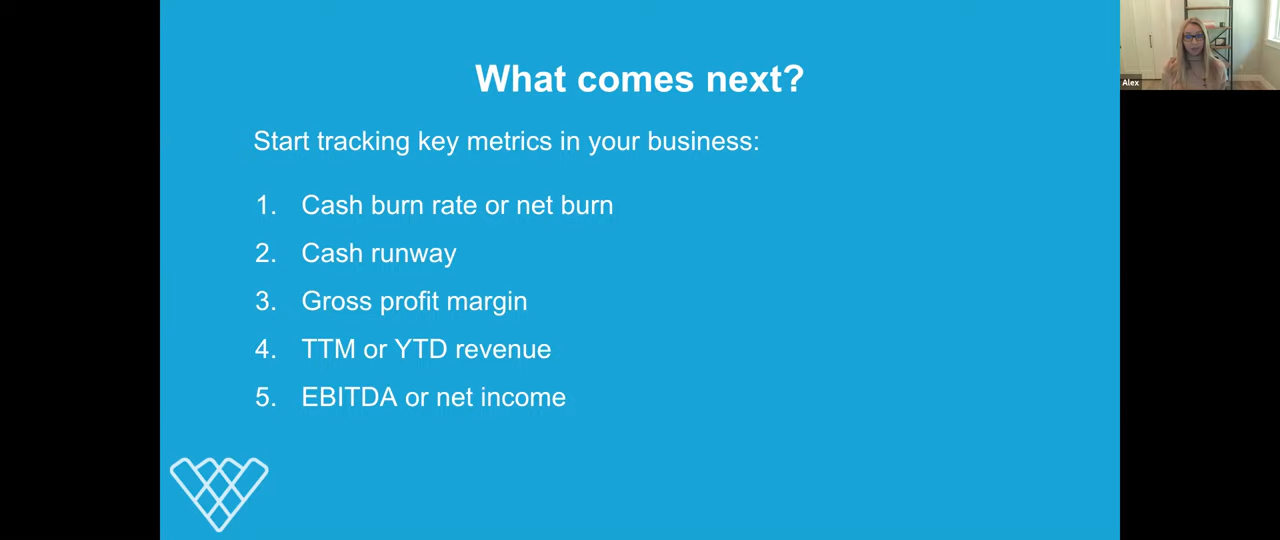 What comes next?
Start tracking key metrics in your business:
1. Cash burn rate or net burn
2. Cash runway
3. Gross profit margin
4. TTM or YTD revenue
5. EBITDA or net income
Alex